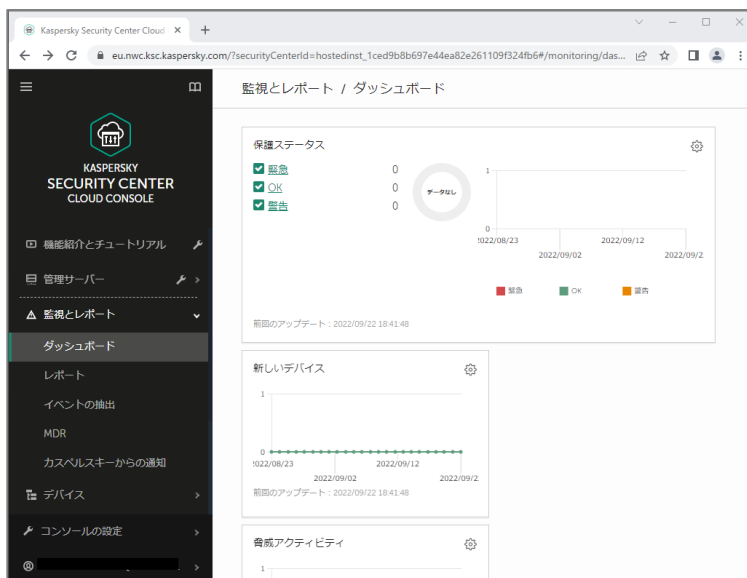 Kaspersky Security Center Cloud
eu.nwc.ksc.kaspersky.com/?securityCenterId=hostedinst_1ced9b8b697e44ea82e261109f324fb6#/monitoring/das...
KASPERSKY
SECURITY CENTER
CLOUD CONSOLE
機能紹介とチュートリアル
管理サーバー
監視とレポート
ダッシュボード
レポート
イベントの抽出
MDR
カスペルスキーからの通知
デバイス
コンソールの設定
監視とレポート / ダッシュボード
保護ステータス
緊急 0
OK 0
警告 0
データなし
1
0
2022/08/23
2022/09/02
2022/09/12
2022/09/2
緊急 OK 警告
前回のアップデート : 2022/09/22 18:41:48
新しいデバイス
1
0
2022/08/23
2022/09/02
2022/09/12
2022/09/2
前回のアップデート : 2022/09/22 18:41:48
脅威アクティビティ
1